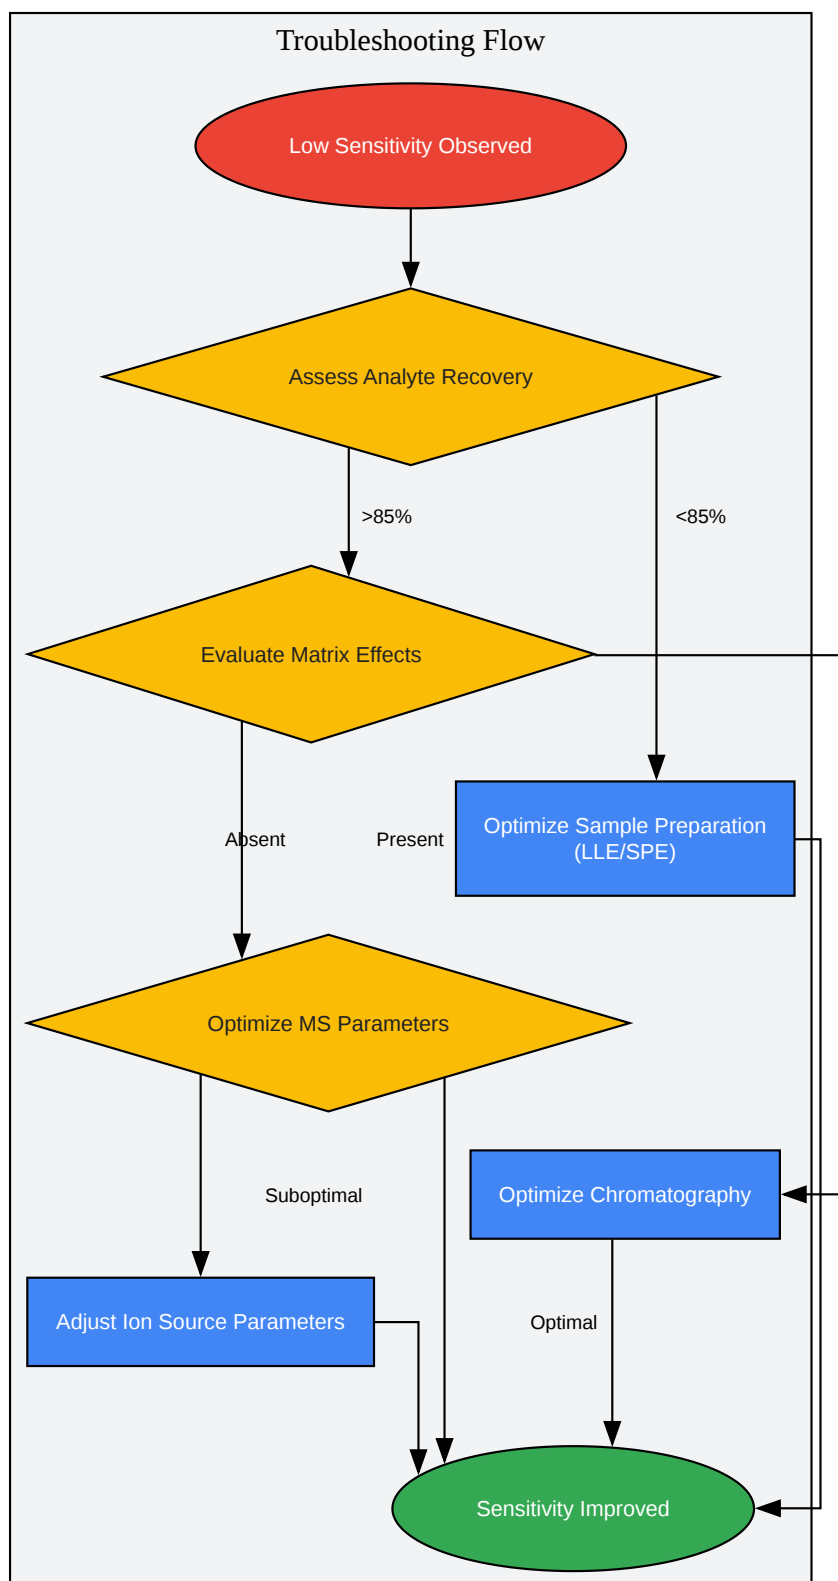 Troubleshooting Flow
Low Sensitivity Observed
Assess Analyte Recovery
>85%
<85%
Evaluate Matrix Effects
Absent
Present
Optimize Sample Preparation
(LLE/SPE)
Optimize MS Parameters
Suboptimal
Optimize Chromatography
Adjust Ion Source Parameters
Optimal
Sensitivity Improved